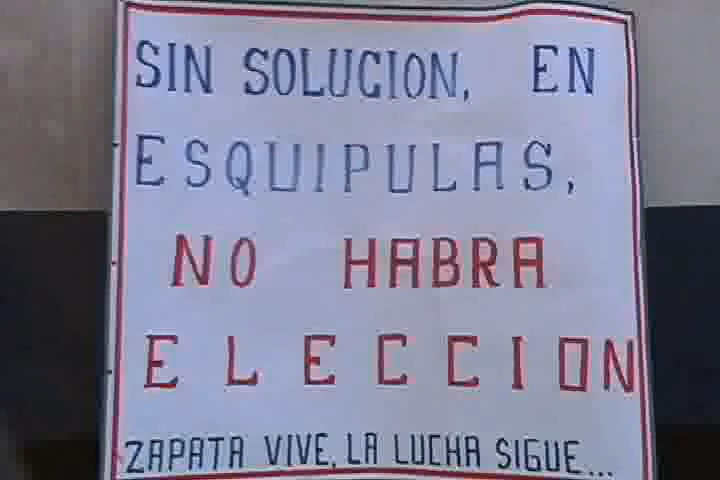 SIN SOLUCION, EN
ESQUIPULAS,
NO HABRA
ELECCION
ZAPATA VIVE, LA LUCHA SIGUE...